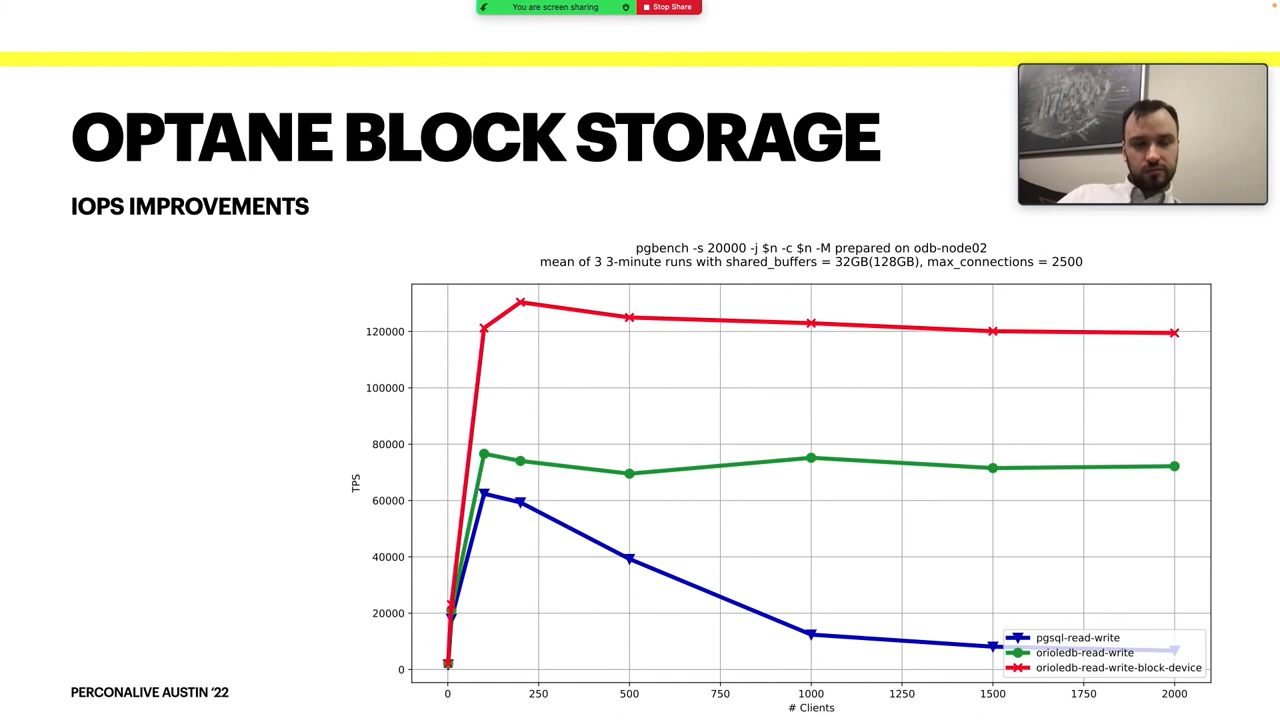 You are screen sharing
Stop Share
OPTANE BLOCK STORAGE
IOPS IMPROVEMENTS
pgbench -s 20000 -j $n -c $n -M prepared on odb-node02
mean of 3 3-minute runs with shared_buffers = 32GB(128GB), max_connections = 2500
TPS
120000
100000
80000
60000
40000
20000
0
0 250 500 750 1000 1250 1500 1750 2000
# Clients
pgsql-read-write
orioledb-read-write
orioledb-read-write-block-device
PERCONALIVE AUSTIN ‘22